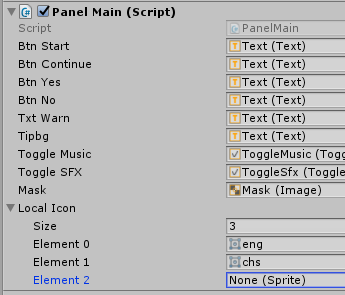 Panel Main (Script)
Script PanelMain
Btn Start Text (Text)
Btn Continue Text (Text)
Btn Yes Text (Text)
Btn No Text (Text)
Txt Warn Text (Text)
Tipbg Text (Text)
Toggle Music ToggleMusic (Togg
Toggle SFX ToggleSfx (Toggle
Mask Mask (Image)
Local Icon
Size 3
Element 0 eng
Element 1 chs
Element 2 None (Sprite)